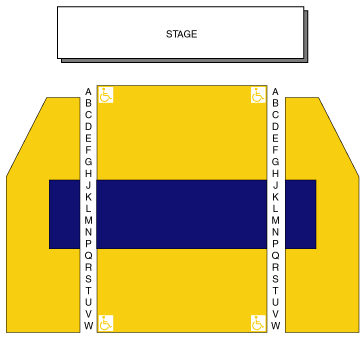 STAGE
A A
B B
C C
D D
E E
F F
G G
H H
J J
K K
L L
M M
N N
P P
Q Q
R R
S S
T T
U U
V V
W W